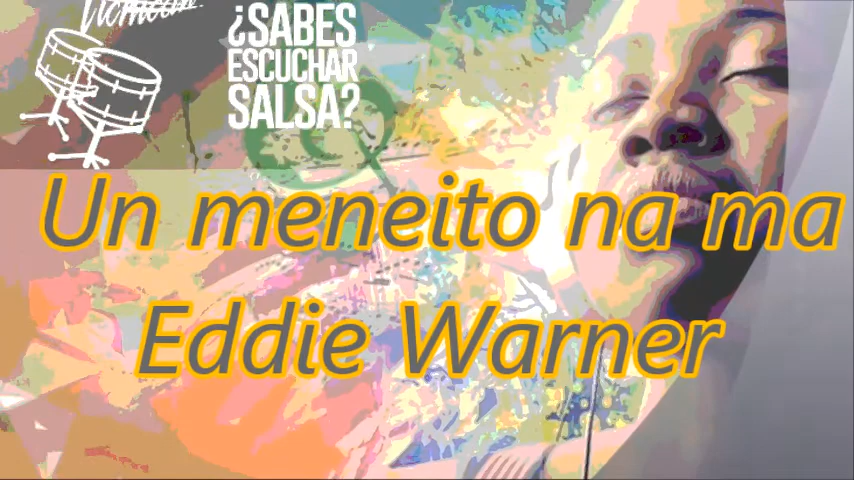 ¿SABES
ESCUCHAR
SALSA?
Un meneito na ma
Eddie Warner